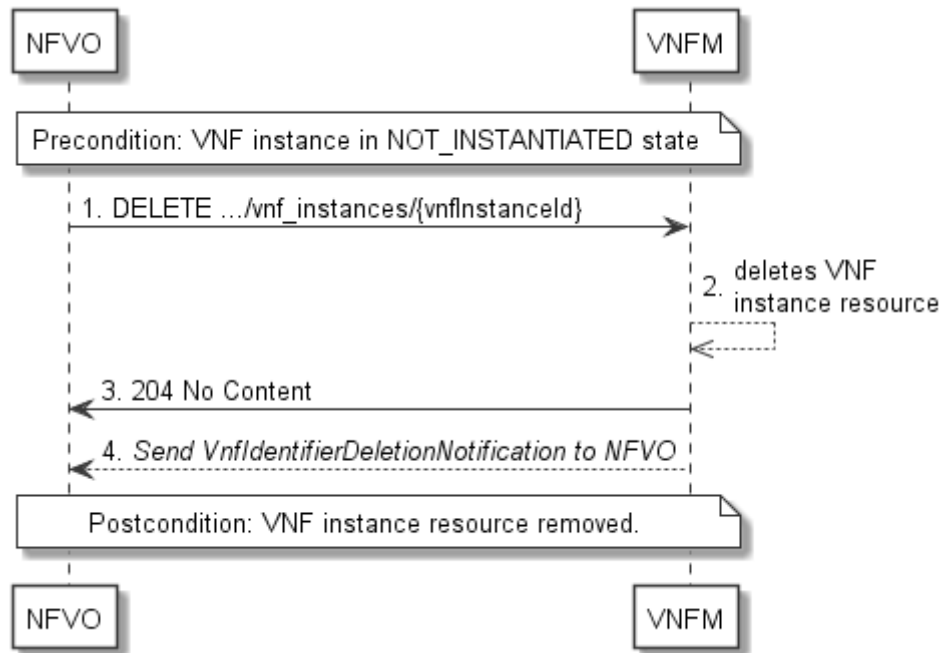 NFVO
VNFM
Precondition: VNF instance in NOT_INSTANTIATED state
1. DELETE .../vnf_instances/{vnfInstanceId}
2. deletes VNF
instance resource
3. 204 No Content
4. Send VnfIdentifierDeletionNotification to NFVO
Postcondition: VNF instance resource removed.
NFVO
VNFM